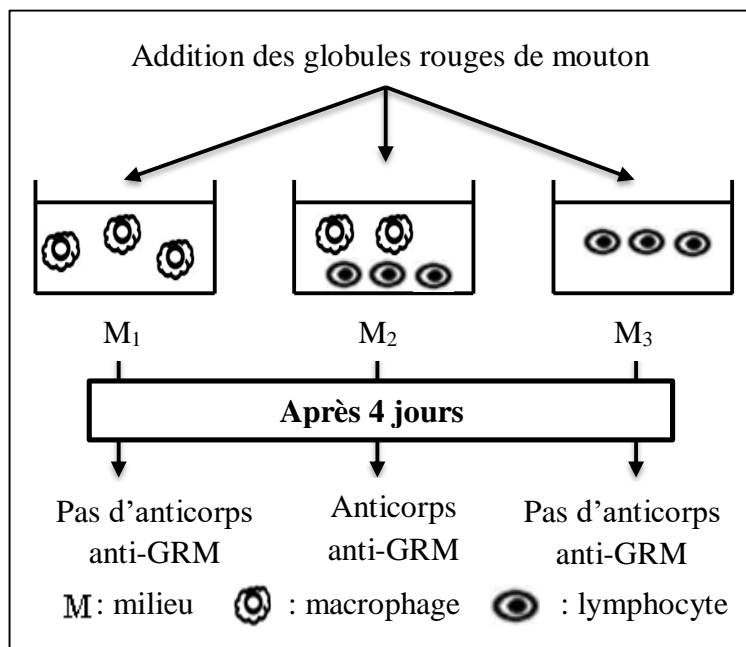 Addition des globules rouges de mouton
M₁ M₂ M₃
Après 4 jours
Pas d’anticorps Anticorps Pas d’anticorps
anti-GRM anti-GRM anti-GRM
M: milieu : macrophage : lymphocyte